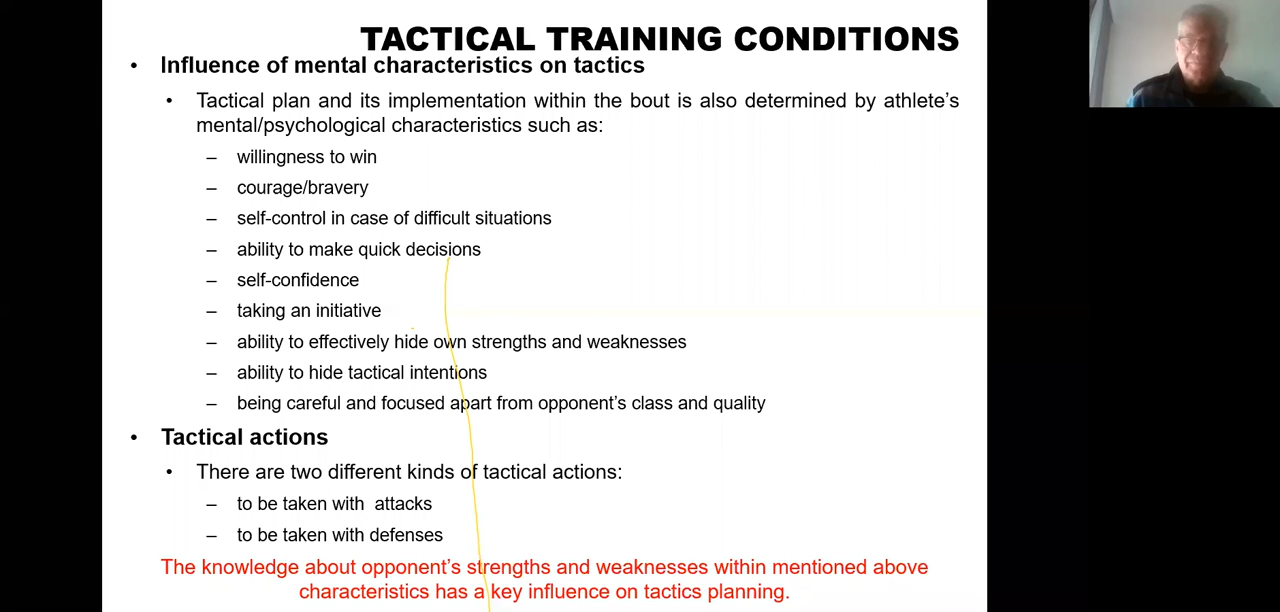 TACTICAL TRAINING CONDITIONS
• Influence of mental characteristics on tactics
• Tactical plan and its implementation within the bout is also determined by athlete's
mental/psychological characteristics such as:
– willingness to win
– courage/bravery
– self-control in case of difficult situations
– ability to make quick decisions
– self-confidence
– taking an initiative
– ability to effectively hide own strengths and weaknesses
– ability to hide tactical intentions
– being careful and focused apart from opponent's class and quality
• Tactical actions
• There are two different kinds of tactical actions:
– to be taken with attacks
– to be taken with defenses
The knowledge about opponent's strengths and weaknesses within mentioned above
characteristics has a key influence on tactics planning.